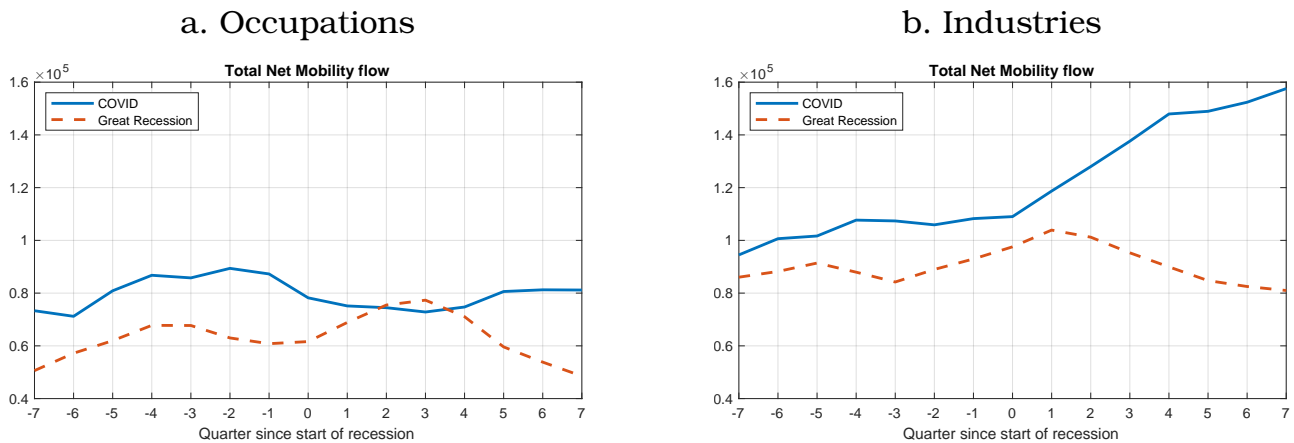 a. Occupations
Total Net Mobility flow
×10^5
1.6
1.4
1.2
1
0.8
0.6
0.4
COVID
Great Recession
-7 -6 -5 -4 -3 -2 -1 0 1 2 3 4 5 6 7
Quarter since start of recession
b. Industries
Total Net Mobility flow
×10^5
1.6
1.4
1.2
1
0.8
0.6
0.4
COVID
Great Recession
-7 -6 -5 -4 -3 -2 -1 0 1 2 3 4 5 6 7
Quarter since start of recession